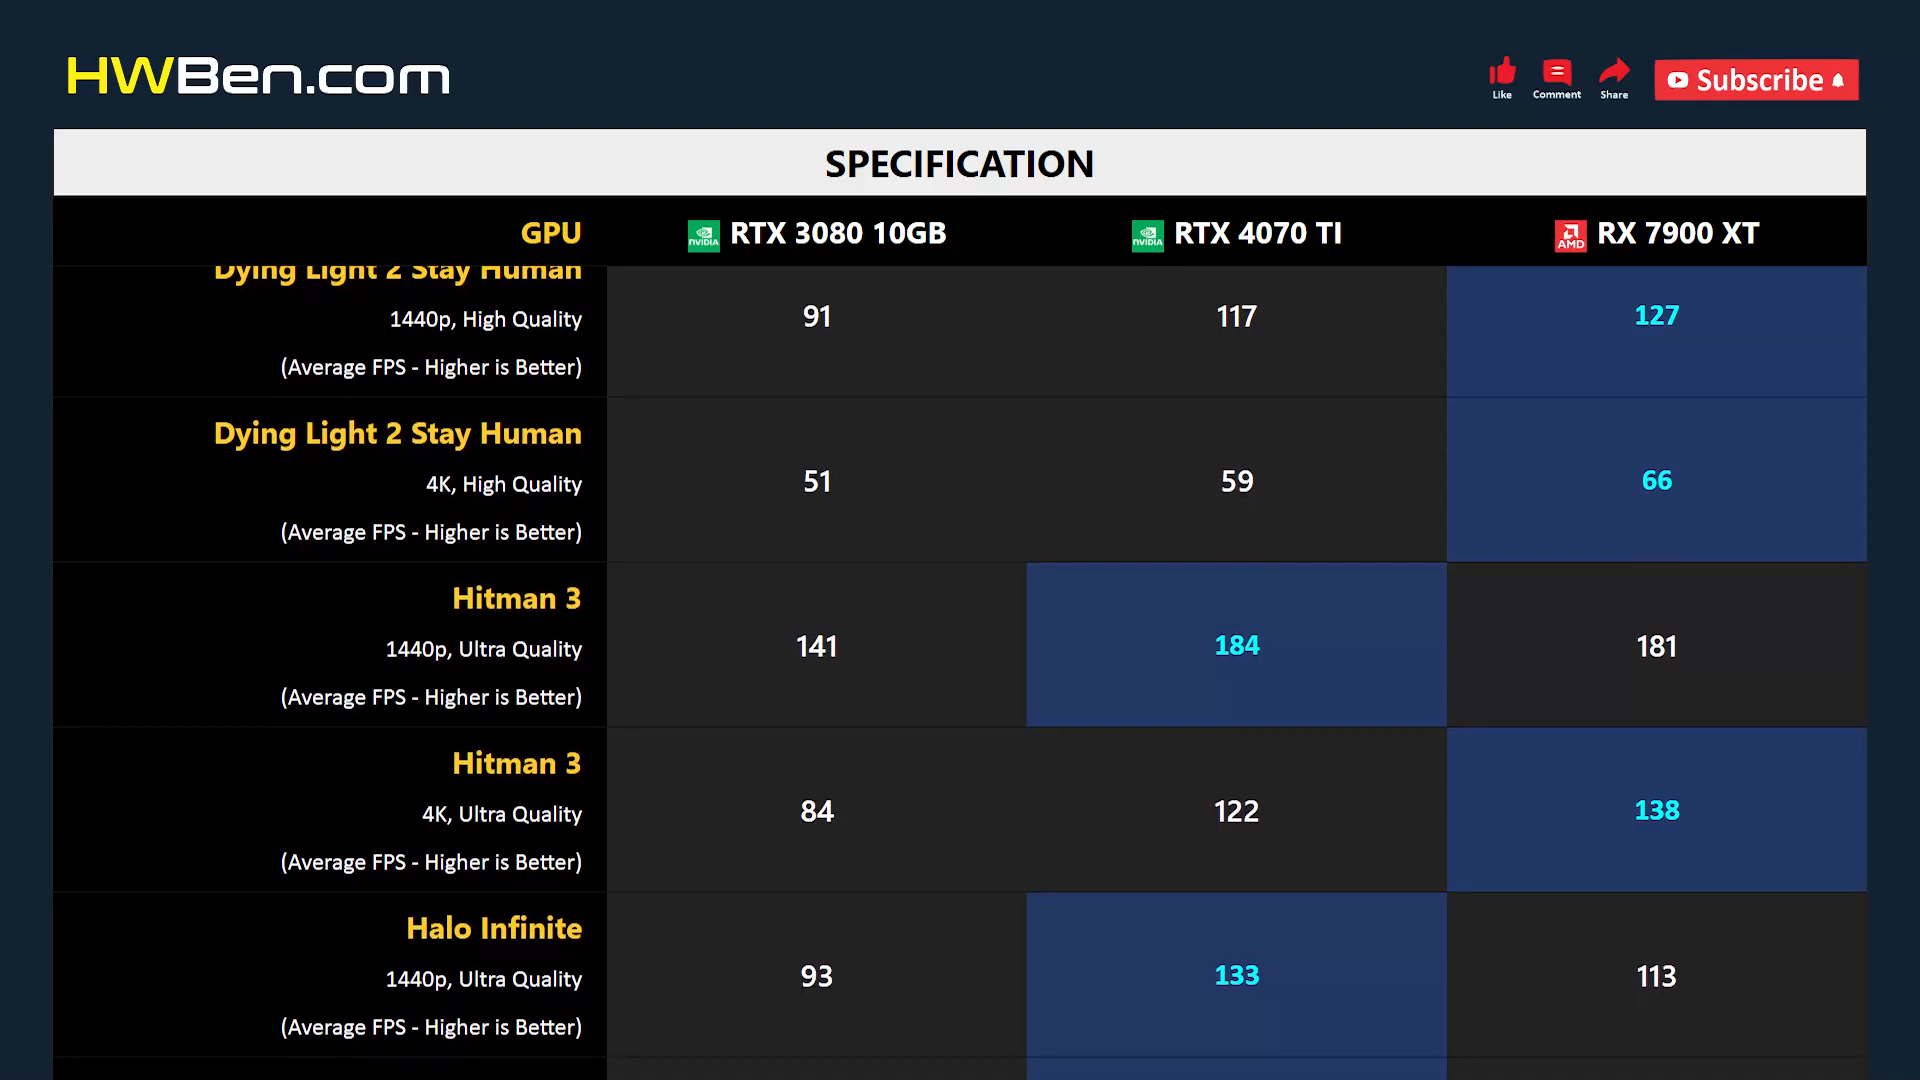 HWBen.com
Like
Comment
Share
Subscribe
SPECIFICATION
GPU
NVIDIA RTX 3080 10GB
NVIDIA RTX 4070 TI
AMD RX 7900 XT
Dying Light 2 Stay Human
1440p, High Quality
(Average FPS - Higher is Better)
91
117
127
Dying Light 2 Stay Human
4K, High Quality
(Average FPS - Higher is Better)
51
59
66
Hitman 3
1440p, Ultra Quality
(Average FPS - Higher is Better)
141
184
181
Hitman 3
4K, Ultra Quality
(Average FPS - Higher is Better)
84
122
138
Halo Infinite
1440p, Ultra Quality
(Average FPS - Higher is Better)
93
133
113